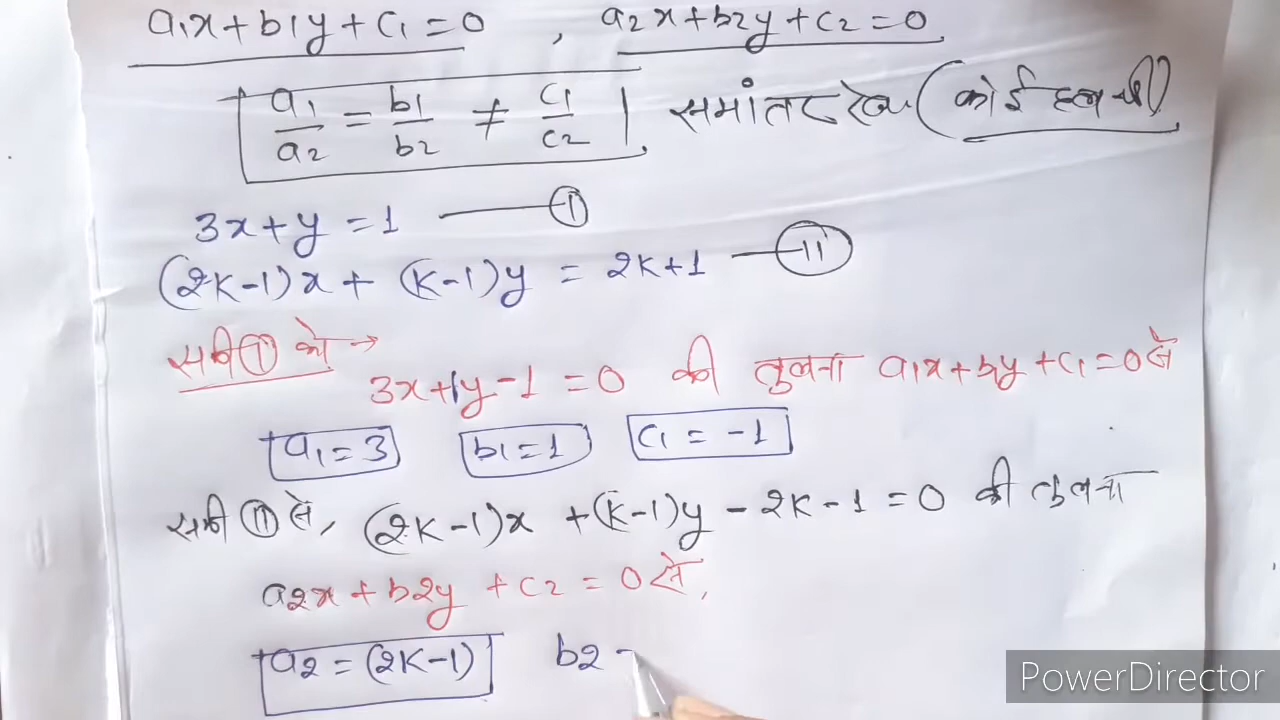 a1x+b1y+c1=0 , a2x+b2y+c2=0
a1/a2 = b1/b2 ≠ c1/c2 समांतर रेखा (कोई हल नहीं)
3x+y=1 — (I)
(2K-1)x + (K-1)y = 2K+1 — (II)
समी (I) को →
3x+1y-1=0 की तुलना a1x+b1y+c1=0 से
a1=3 b1=1 c1=-1
समी (II) से, (2K-1)x +(K-1)y -2K-1=0 की तुलना
a2x+b2y+c2=0 से,
a2=(2K-1) b2 -
PowerDirector